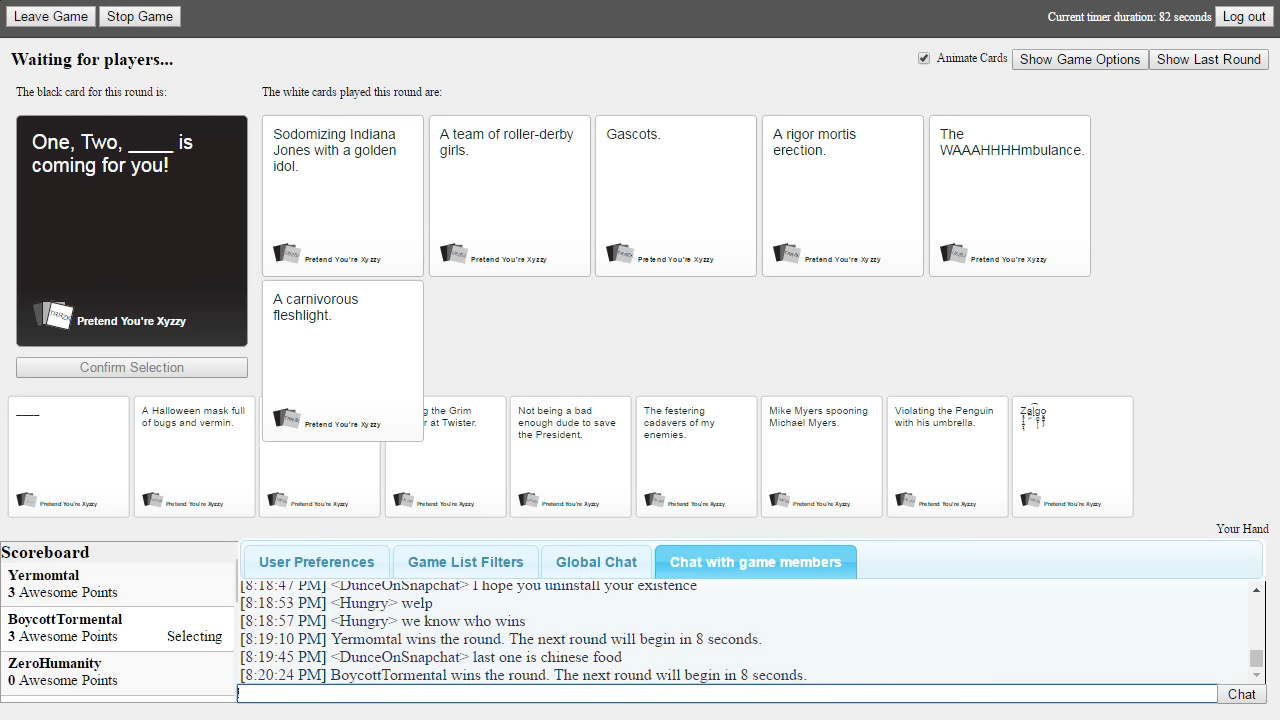 Leave Game Stop Game Current timer duration: 82 seconds Log out
Waiting for players...
Animate Cards Show Game Options Show Last Round
The black card for this round is:
The white cards played this round are:
One, Two, ____ is
coming for you!
Pretend You're Xyzzy
Confirm Selection
Sodomizing Indiana
Jones with a golden
idol.
Pretend You're Xyzzy
A team of roller-derby
girls.
Pretend You're Xyzzy
Gascots.
Pretend You're Xyzzy
A rigor mortis
erection.
Pretend You're Xyzzy
The
WAAAHHHHmbulance.
Pretend You're Xyzzy
A carnivorous
fleshlight.
Pretend You're Xyzzy
____
Pretend You're Xyzzy
A Halloween mask full
of bugs and vermin.
Pretend You're Xyzzy
Pretend You're Xyzzy
the Grim
at Twister.
Pretend You're Xyzzy
Not being a bad
enough dude to save
the President.
Pretend You're Xyzzy
The festering
cadavers of my
enemies.
Pretend You're Xyzzy
Mike Myers spooning
Michael Myers.
Pretend You're Xyzzy
Violating the Penguin
with his umbrella.
Pretend You're Xyzzy
Zalgo
Pretend You're Xyzzy
Your Hand
Scoreboard
Yermomtal
3 Awesome Points
BoycottTormental
3 Awesome Points Selecting
ZeroHumanity
0 Awesome Points
User Preferences Game List Filters Global Chat Chat with game members
[8:18:47 PM] <DunceOnSnapchat> I hope you uninstall your existence
[8:18:53 PM] <Hungry> welp
[8:18:57 PM] <Hungry> we know who wins
[8:19:10 PM] Yermomtal wins the round. The next round will begin in 8 seconds.
[8:19:45 PM] <DunceOnSnapchat> last one is chinese food
[8:20:24 PM] BoycottTormental wins the round. The next round will begin in 8 seconds.
Chat